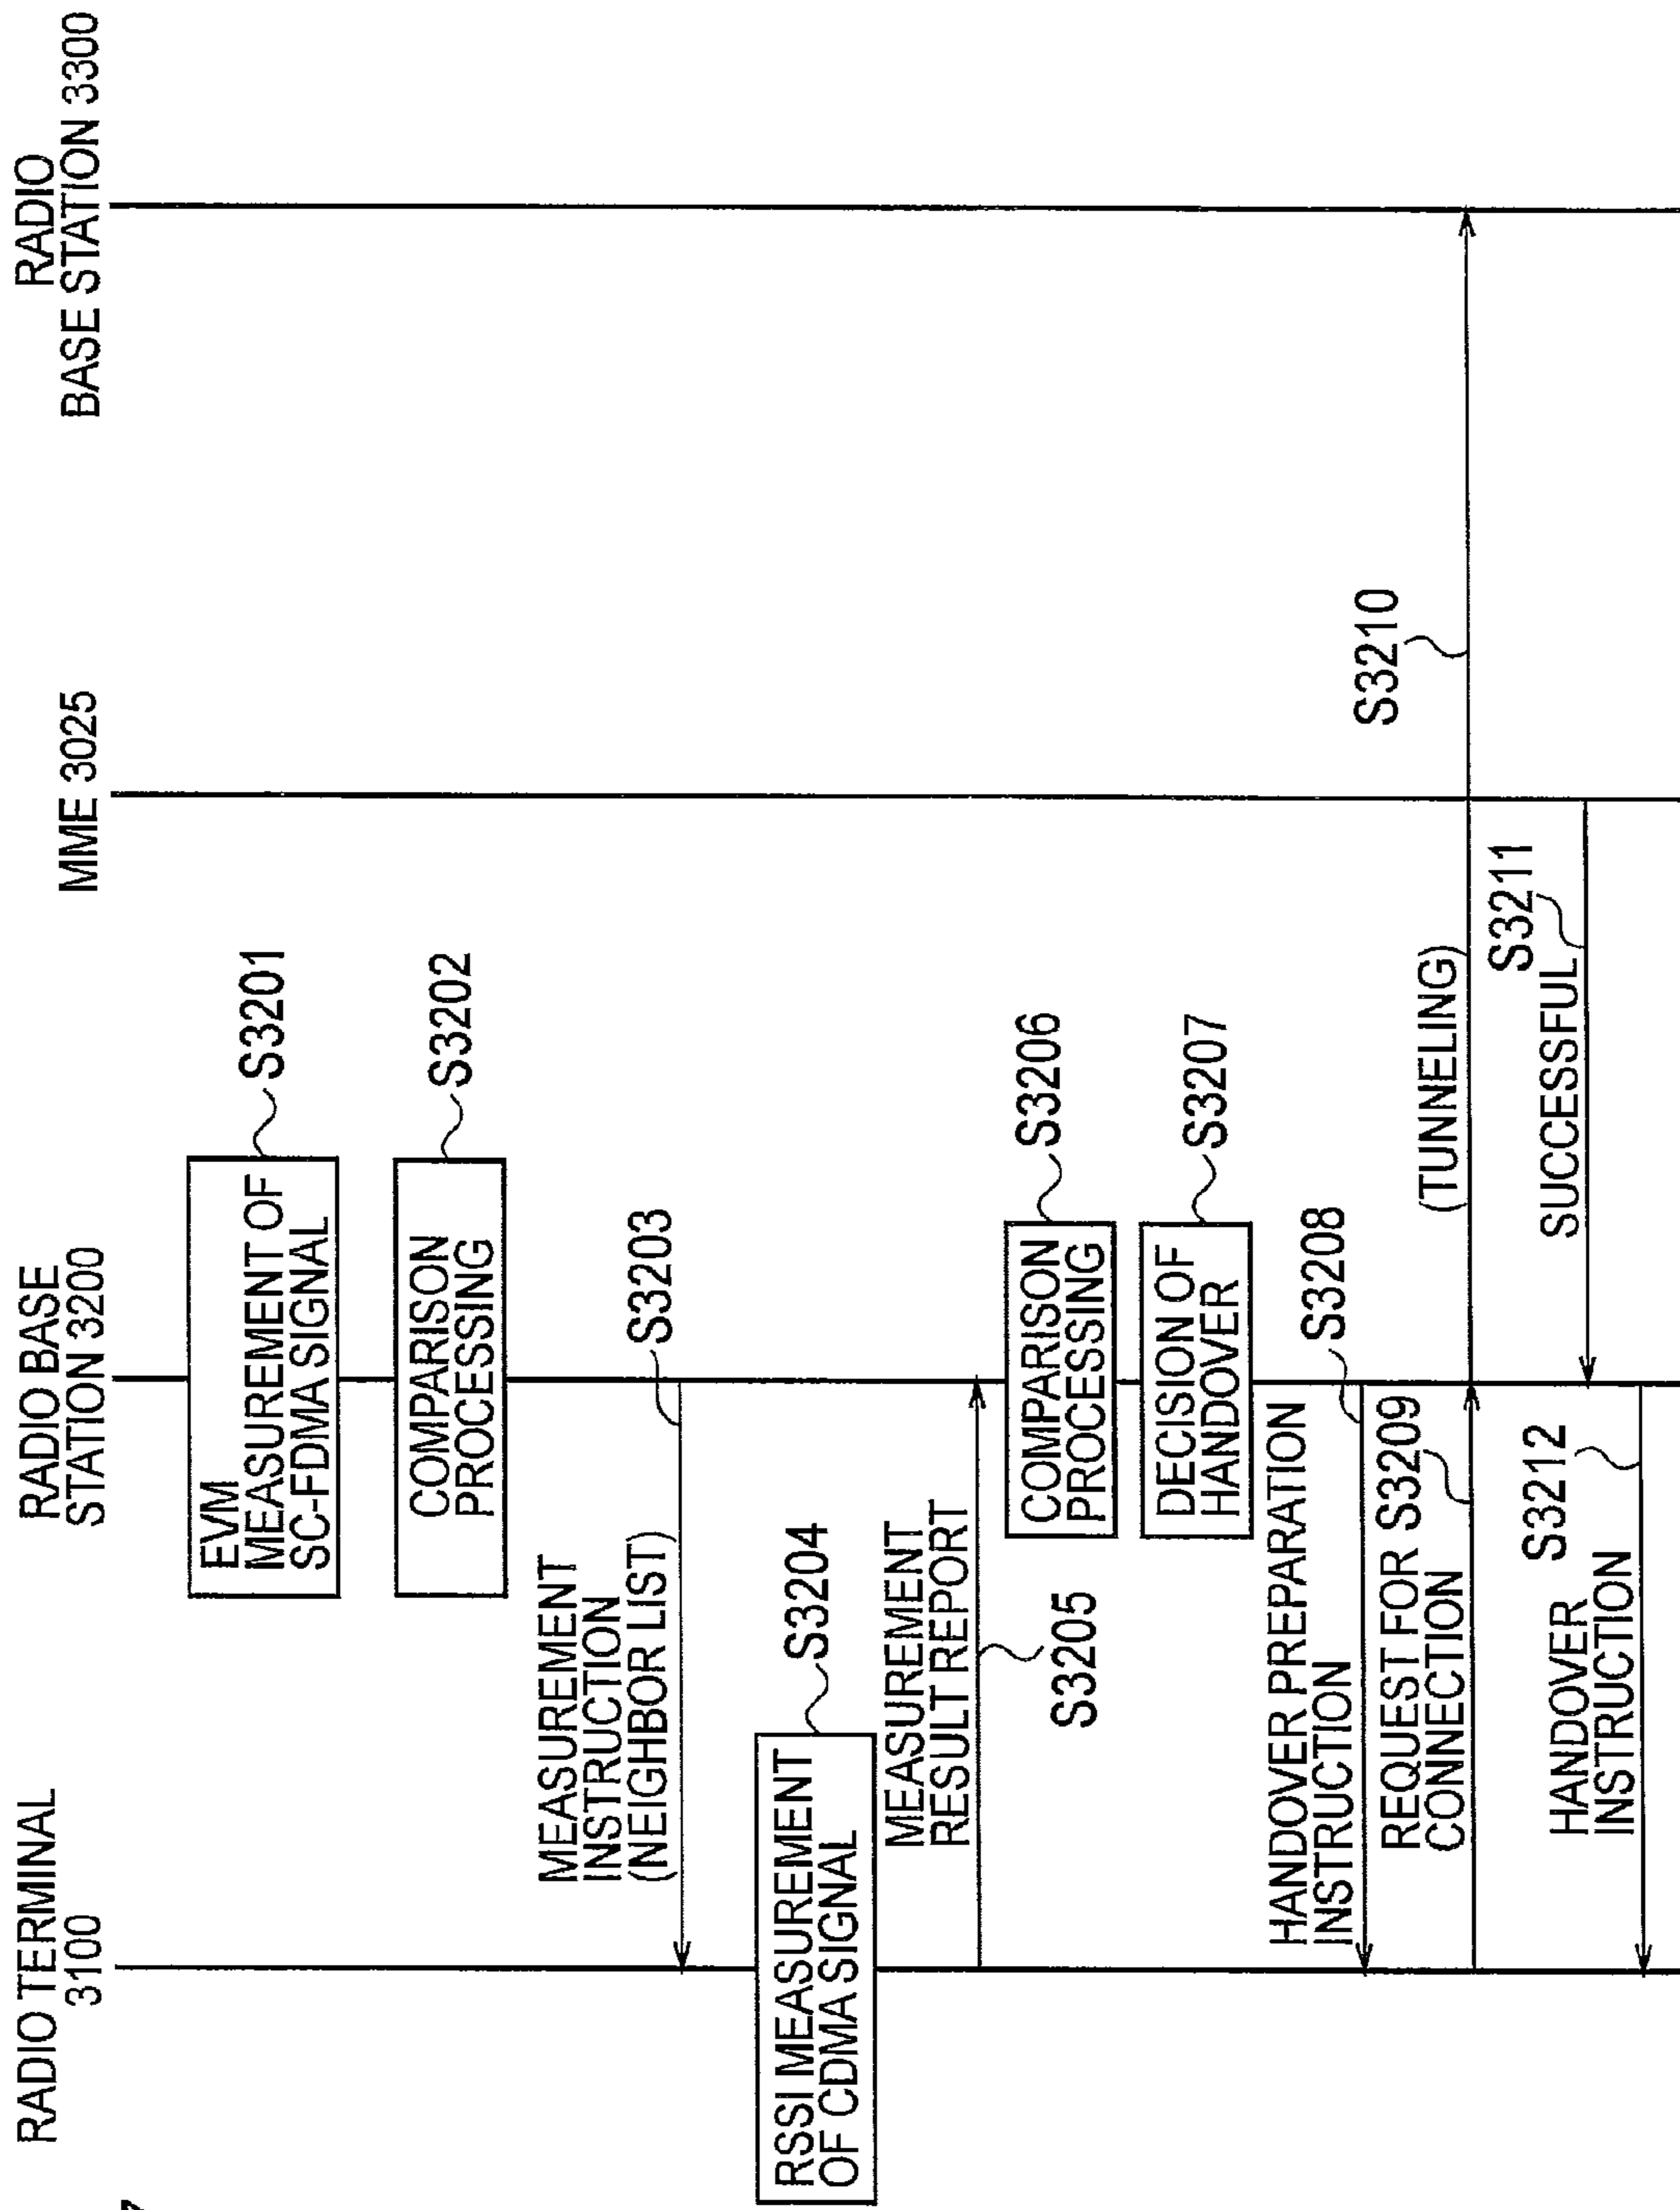 7
RADIO TERMINAL
3100
RADIO BASE
STATION 3200
MME 3025
RADIO
BASE STATION 3300
EVM
MEASUREMENT OF
SC-FDMA SIGNAL
S3201
COMPARISON
PROCESSING
S3202
MEASUREMENT
INSTRUCTION
(NEIGHBOR LIST)
S3203
RSSI MEASUREMENT
OF CDMA SIGNAL
S3204
MEASUREMENT
RESULT REPORT
S3205
COMPARISON
PROCESSING
S3206
DECISION OF
HANDOVER
S3207
HANDOVER PREPARATION
INSTRUCTION
S3208
REQUEST FOR
CONNECTION
S3209
(TUNNELING)
S3210
SUCCESSFUL
S3211
HANDOVER
INSTRUCTION
S3212